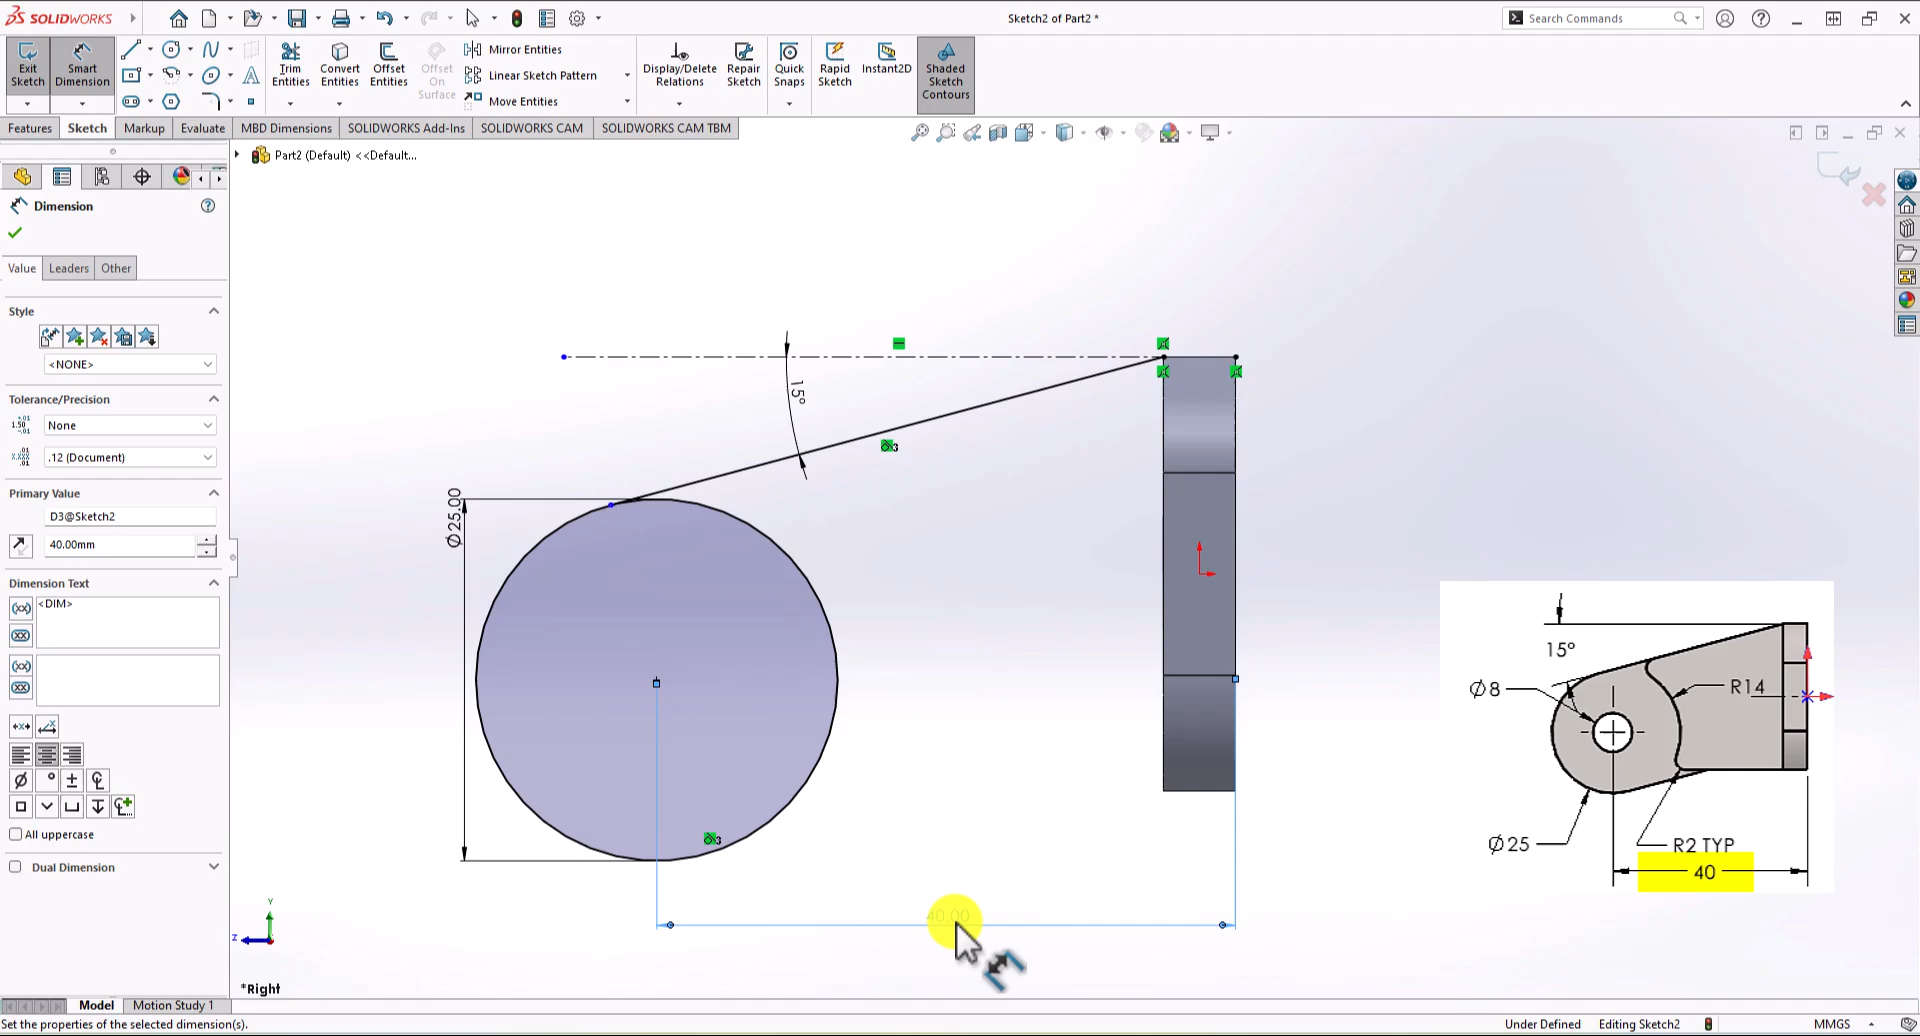 SOLIDWORKS
Sketch2 of Part2 *
Search Commands
Exit Sketch
Smart Dimension
Trim Entities
Convert Entities
Offset Entities
Offset On Surface
Mirror Entities
Linear Sketch Pattern
Move Entities
Display/Delete Relations
Repair Sketch
Quick Snaps
Rapid Sketch
Instant2D
Shaded Sketch Contours
Features
Sketch
Markup
Evaluate
MBD Dimensions
SOLIDWORKS Add-Ins
SOLIDWORKS CAM
SOLIDWORKS CAM TBM
Part2 (Default) <<Default...
Dimension
Value
Leaders
Other
Style
<NONE>
Tolerance/Precision
None
.12 (Document)
Primary Value
D3@Sketch2
40.00mm
Dimension Text
<DIM>
All uppercase
Dual Dimension
15°
Ø25.00
40.00
15°
Ø8
R14
Ø25
R2 TYP
40
Y
Z
*Right
Model
Motion Study 1
Set the properties of the selected dimension(s).
Under Defined
Editing Sketch2
MMGS